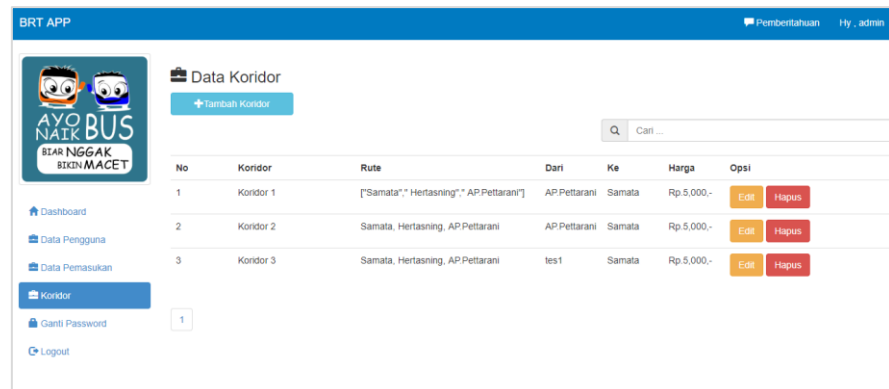 BRT APP
Pemberitahuan
Hy , admin
AYO
NAIK BUS
BIAR NGGAK
BIKIN MACET
Dashboard
Data Pengguna
Data Pemasukan
Koridor
Ganti Password
Logout
Data Koridor
+Tambah Koridor
Cari ...
No Koridor Rute Dari Ke Harga Opsi
1 Koridor 1 ["Samata"," Hertasning"," AP.Pettarani"] AP.Pettarani Samata Rp.5,000,- Edit Hapus
2 Koridor 2 Samata, Hertasning, AP.Pettarani AP.Pettarani Samata Rp.5,000,- Edit Hapus
3 Koridor 3 Samata, Hertasning, AP.Pettarani tes1 Samata Rp.5,000,- Edit Hapus
1